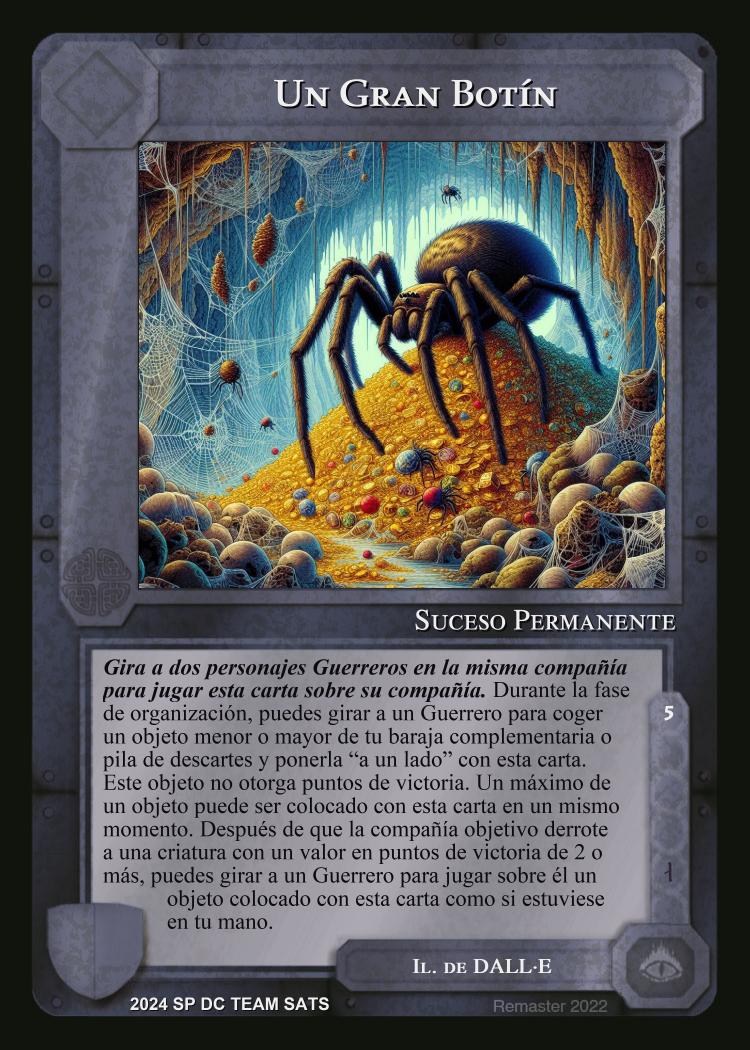 Un Gran Botín
Suceso Permanente
Gira a dos personajes Guerreros en la misma compañía
para jugar esta carta sobre su compañía. Durante la fase
de organización, puedes girar a un Guerrero para coger
un objeto menor o mayor de tu baraja complementaria o
pila de descartes y ponerla “a un lado” con esta carta.
Este objeto no otorga puntos de victoria. Un máximo de
un objeto puede ser colocado con esta carta en un mismo
momento. Después de que la compañía objetivo derrote
a una criatura con un valor en puntos de victoria de 2 o
más, puedes girar a un Guerrero para jugar sobre él un
objeto colocado con esta carta como si estuviese
en tu mano.
5
Il. de DALL·E
2024 SP DC TEAM SATS
Remaster 2022